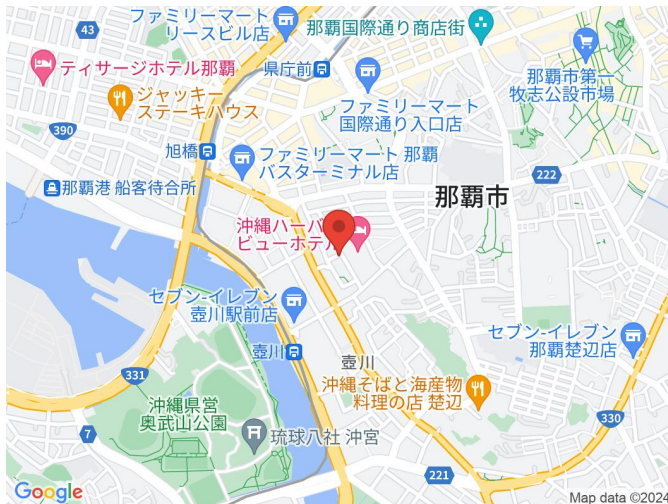 ファミリーマート
リースビル店
43
那覇国際通り商店街
県庁前
ティサージホテル那覇
ジャッキー
ステーキハウス
ファミリーマート
国際通り入口店
那覇市第一
牧志公設市場
390
旭橋
ファミリーマート 那覇
バスターミナル店
222
那覇港 船客待合所
那覇市
沖縄ハーバー
ビューホテル
セブン-イレブン
壺川駅前店
セブン-イレブン
那覇楚辺店
壺川
壺川
331
沖縄そばと海産物
料理の店 楚辺
沖縄県営
奥武山公園
330
7
琉球八社 沖宮
221
Google
Map data ©2024